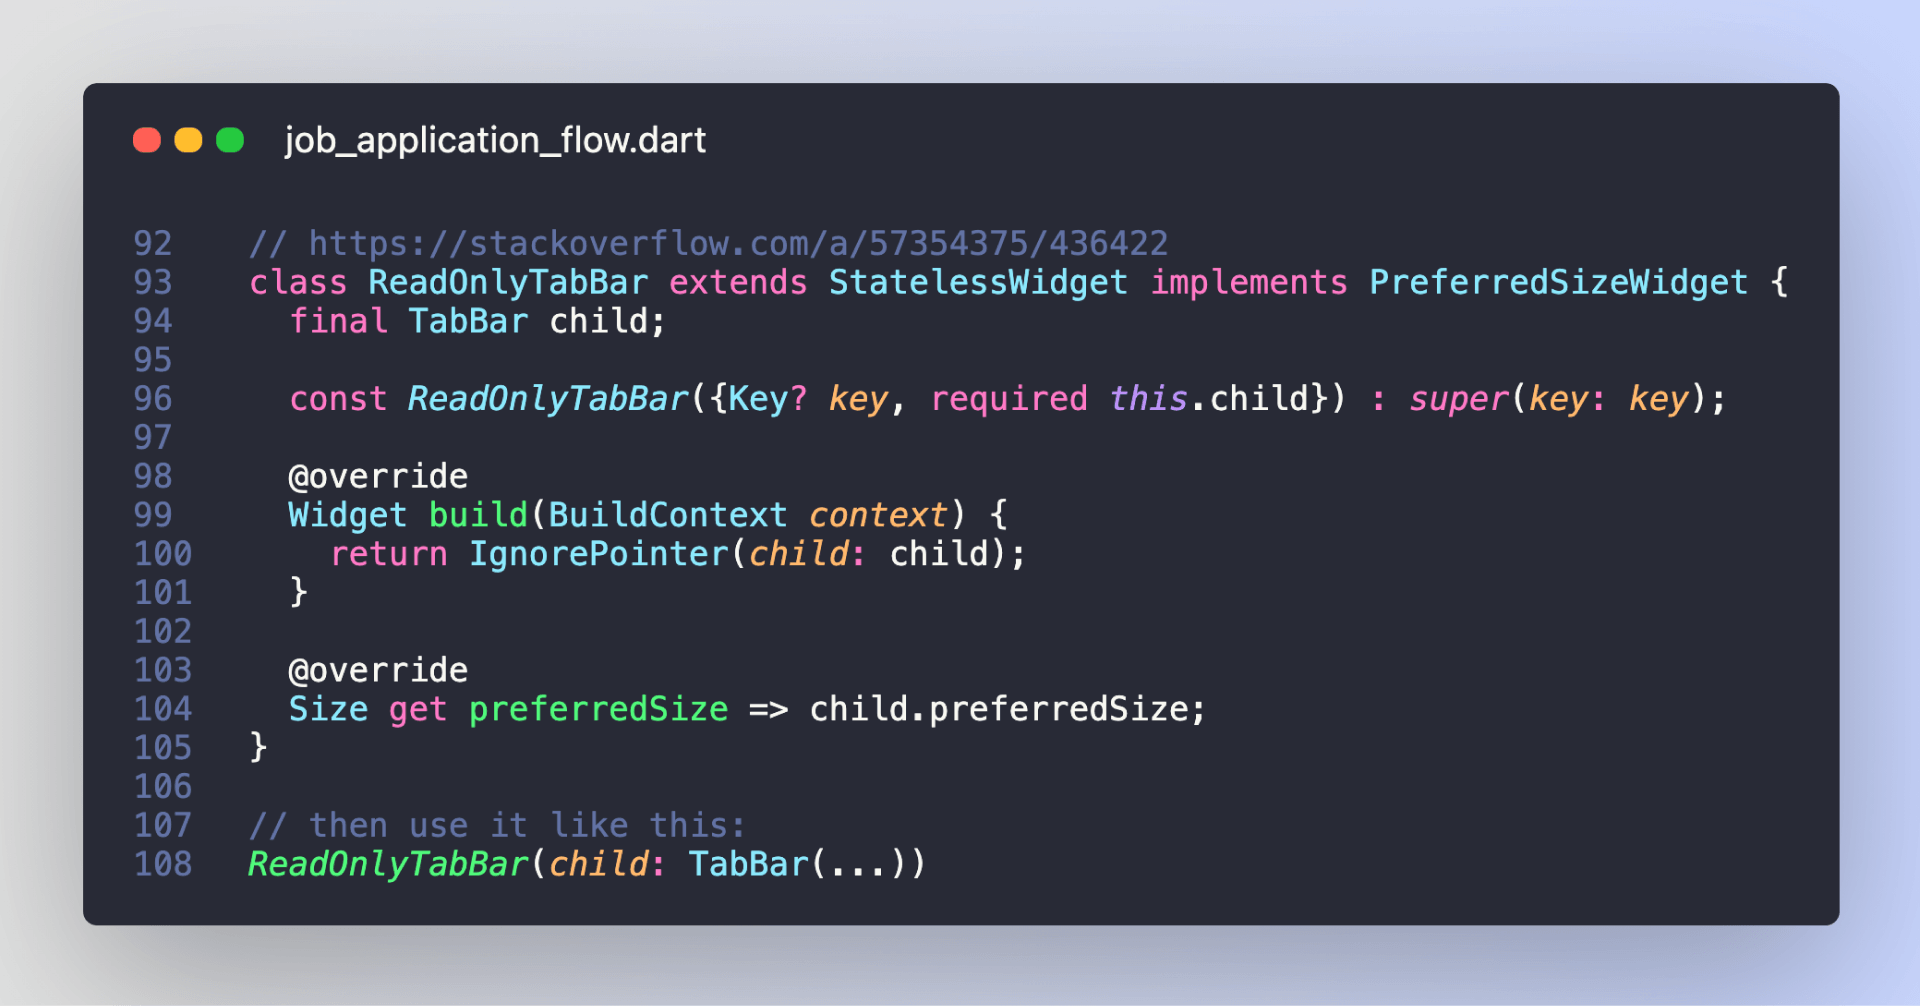 job_application_flow.dart
92 // https://stackoverflow.com/a/57354375/436422
93 class ReadOnlyTabBar extends StatelessWidget implements PreferredSizeWidget {
94 final TabBar child;
95
96 const ReadOnlyTabBar({Key? key, required this.child}) : super(key: key);
97
98 @override
99 Widget build(BuildContext context) {
100 return IgnorePointer(child: child);
101 }
102
103 @override
104 Size get preferredSize => child.preferredSize;
105 }
106
107 // then use it like this:
108 ReadOnlyTabBar(child: TabBar(...))